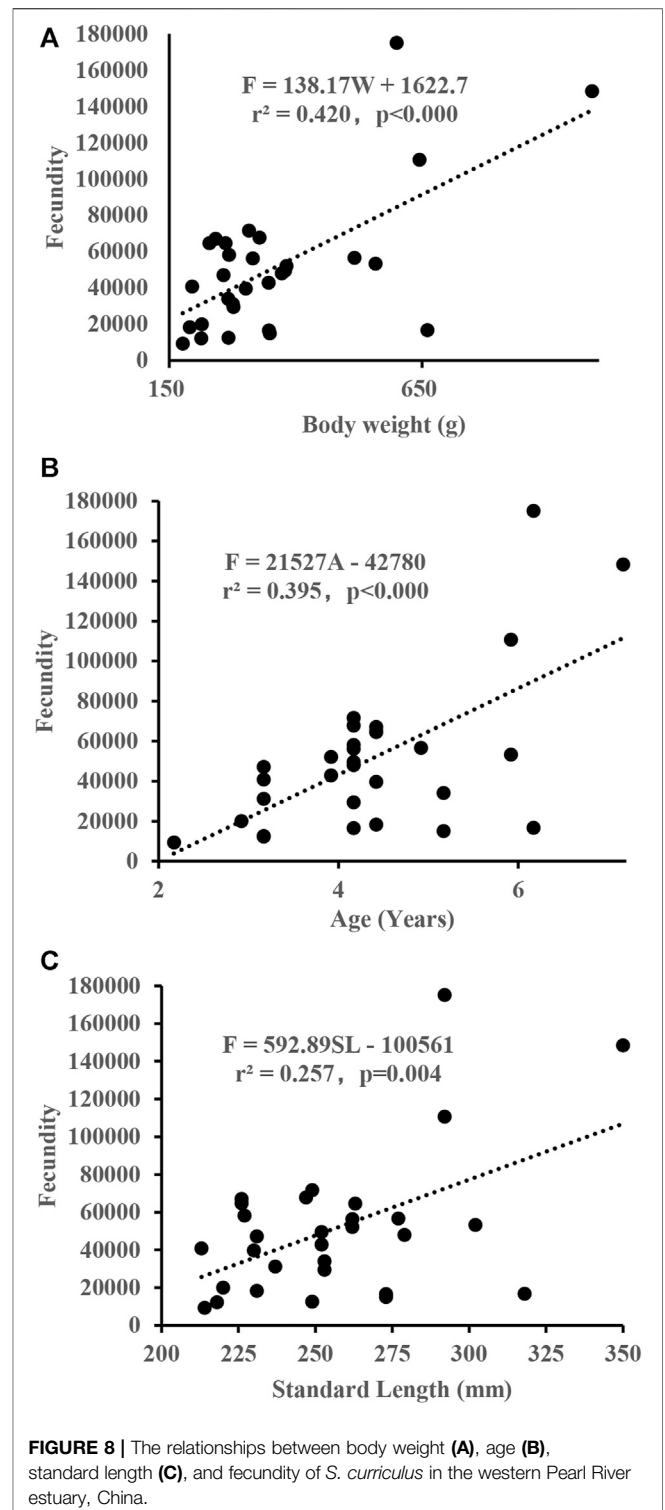 A
180000
160000
140000
120000
100000
80000
60000
40000
20000
0
Fecundity
F = 138.17W + 1622.7
r² = 0.420，p<0.000
150 650
Body weight (g)
B
180000
160000
140000
120000
100000
80000
60000
40000
20000
0
Fecundity
F = 21527A - 42780
r² = 0.395，p<0.000
2 4 6
Age (Years)
C
180000
160000
140000
120000
100000
80000
60000
40000
20000
0
Fecundity
F = 592.89SL - 100561
r² = 0.257，p=0.004
200 225 250 275 300 325 350
Standard Length (mm)
FIGURE 8 | The relationships between body weight (A), age (B),
standard length (C), and fecundity of S. curriculus in the western Pearl River
estuary, China.